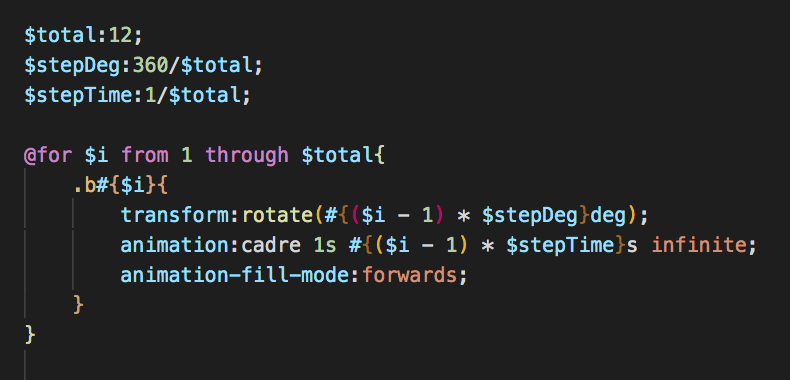 $total:12;
$stepDeg:360/$total;
$stepTime:1/$total;
@for $i from 1 through $total{
.b#{$i}{
transform:rotate(#{($i - 1) * $stepDeg}deg);
animation:cadre 1s #{($i - 1) * $stepTime}s infinite;
animation-fill-mode:forwards;
}
}